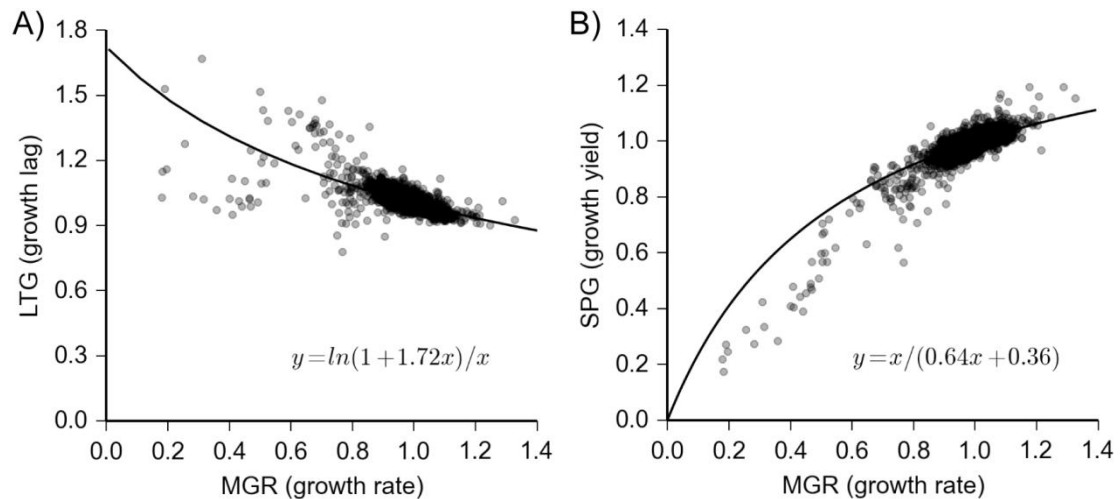 A)
1.8
1.5
1.2
0.9
0.6
0.3
0.0
LTG (growth lag)
y=ln(1+1.72x)/x
0.0 0.2 0.4 0.6 0.8 1.0 1.2 1.4
MGR (growth rate)
B)
1.4
1.2
1.0
0.8
0.6
0.4
0.2
0.0
SPG (growth yield)
y=x/(0.64x+0.36)
0.0 0.2 0.4 0.6 0.8 1.0 1.2 1.4
MGR (growth rate)